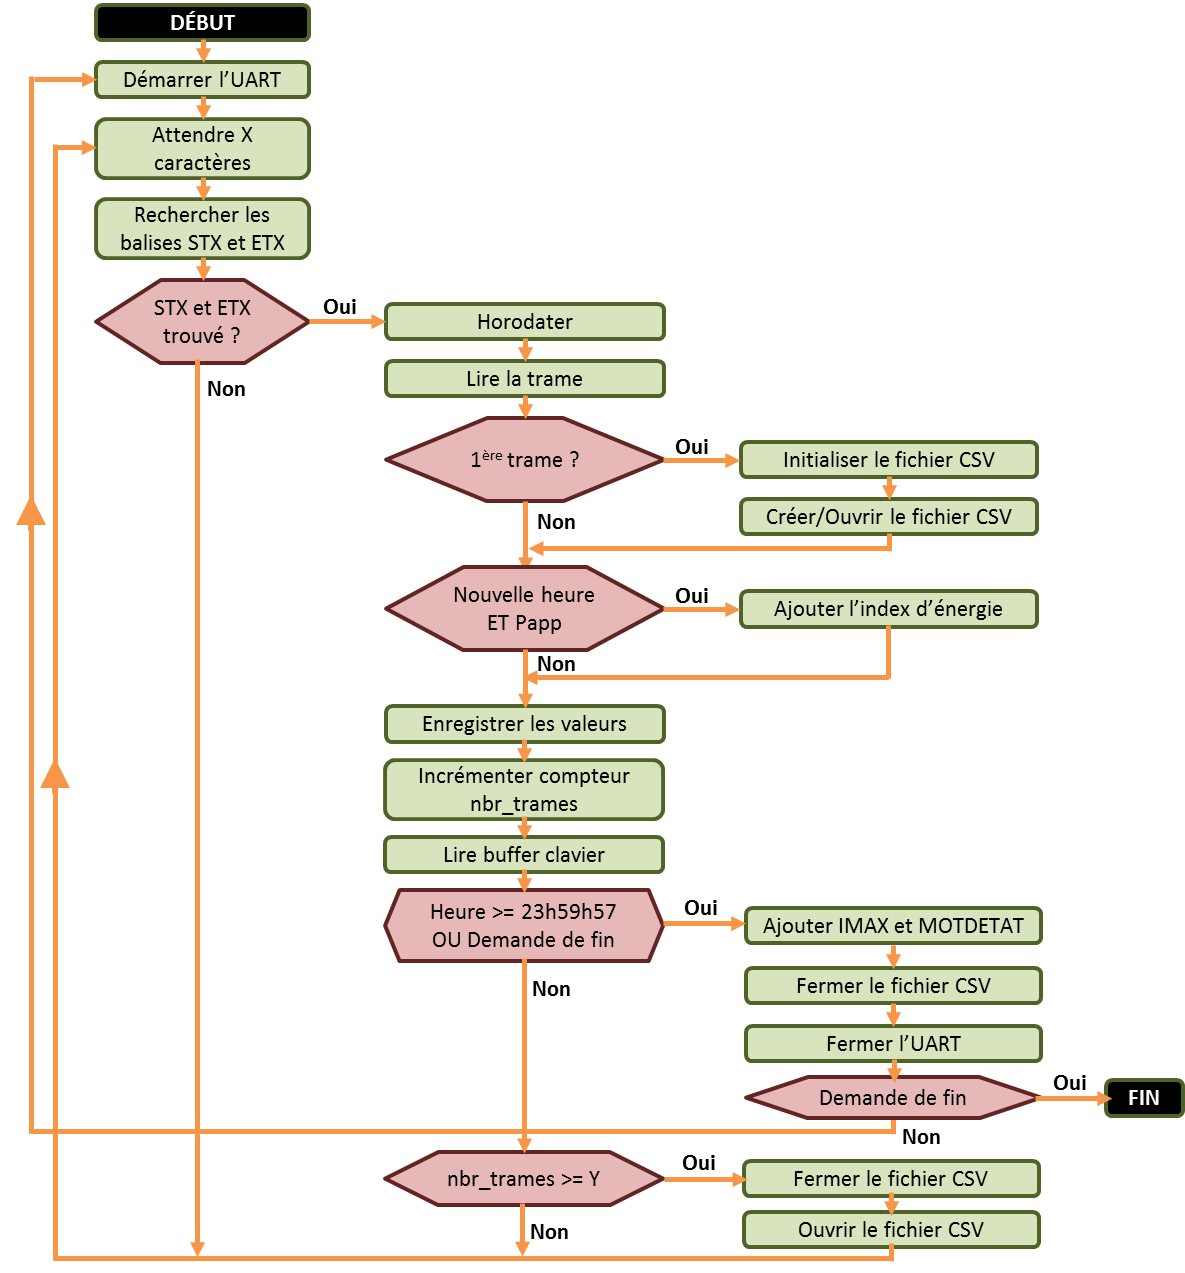 DÉBUT
Démarrer l'UART
Attendre X
caractères
Rechercher les
balises STX et ETX
STX et ETX
trouvé ?
Oui
Non
Horodater
Lire la trame
1ère trame ?
Oui
Non
Initialiser le fichier CSV
Créer/Ouvrir le fichier CSV
Nouvelle heure
ET Papp
Oui
Non
Ajouter l'index d'énergie
Enregistrer les valeurs
Incrémenter compteur
nbr_trames
Lire buffer clavier
Heure >= 23h59h57
OU Demande de fin
Oui
Non
Ajouter IMAX et MOTDETAT
Fermer le fichier CSV
Fermer l'UART
Demande de fin
Oui
FIN
Non
nbr_trames >= Y
Oui
Non
Fermer le fichier CSV
Ouvrir le fichier CSV